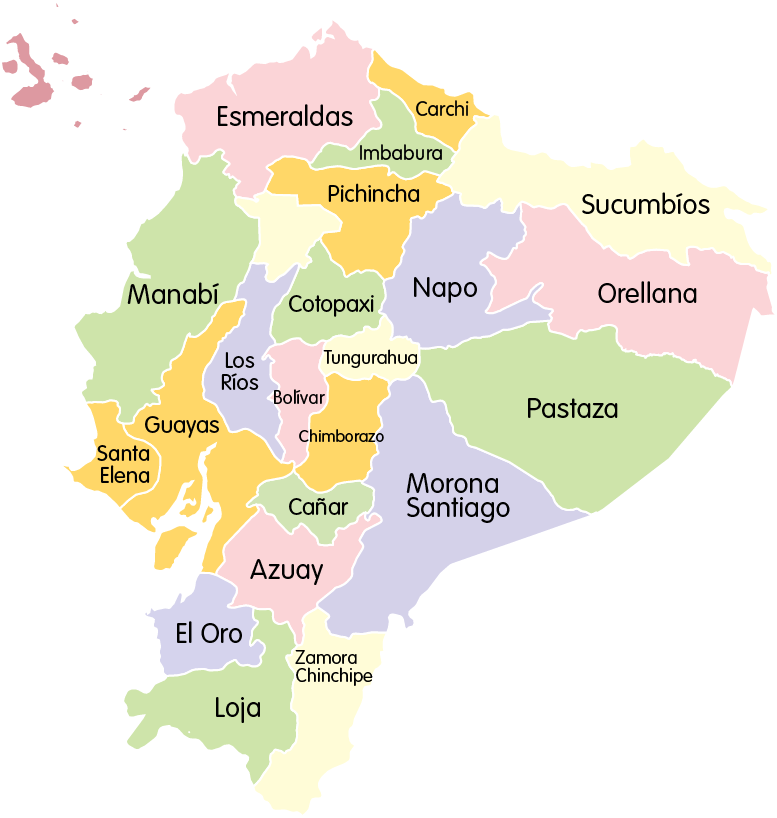 Carchi
Esmeraldas
Imbabura
Pichincha
Sucumbíos
Manabí
Cotopaxi
Napo
Orellana
Los
Ríos
Tungurahua
Bolívar
Pastaza
Guayas
Chimborazo
Santa
Elena
Morona
Santiago
Cañar
Azuay
El Oro
Zamora
Chinchipe
Loja